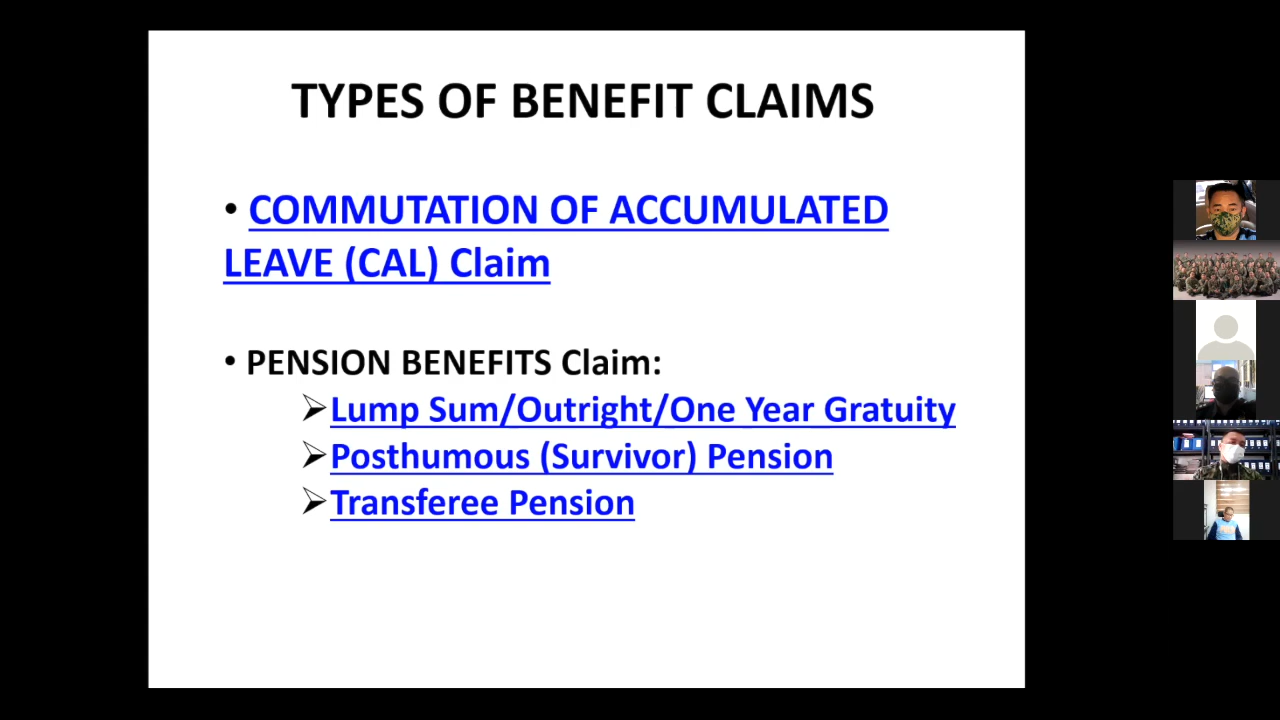 TYPES OF BENEFIT CLAIMS
• COMMUTATION OF ACCUMULATED
LEAVE (CAL) Claim
• PENSION BENEFITS Claim:
➢Lump Sum/Outright/One Year Gratuity
➢Posthumous (Survivor) Pension
➢Transferee Pension